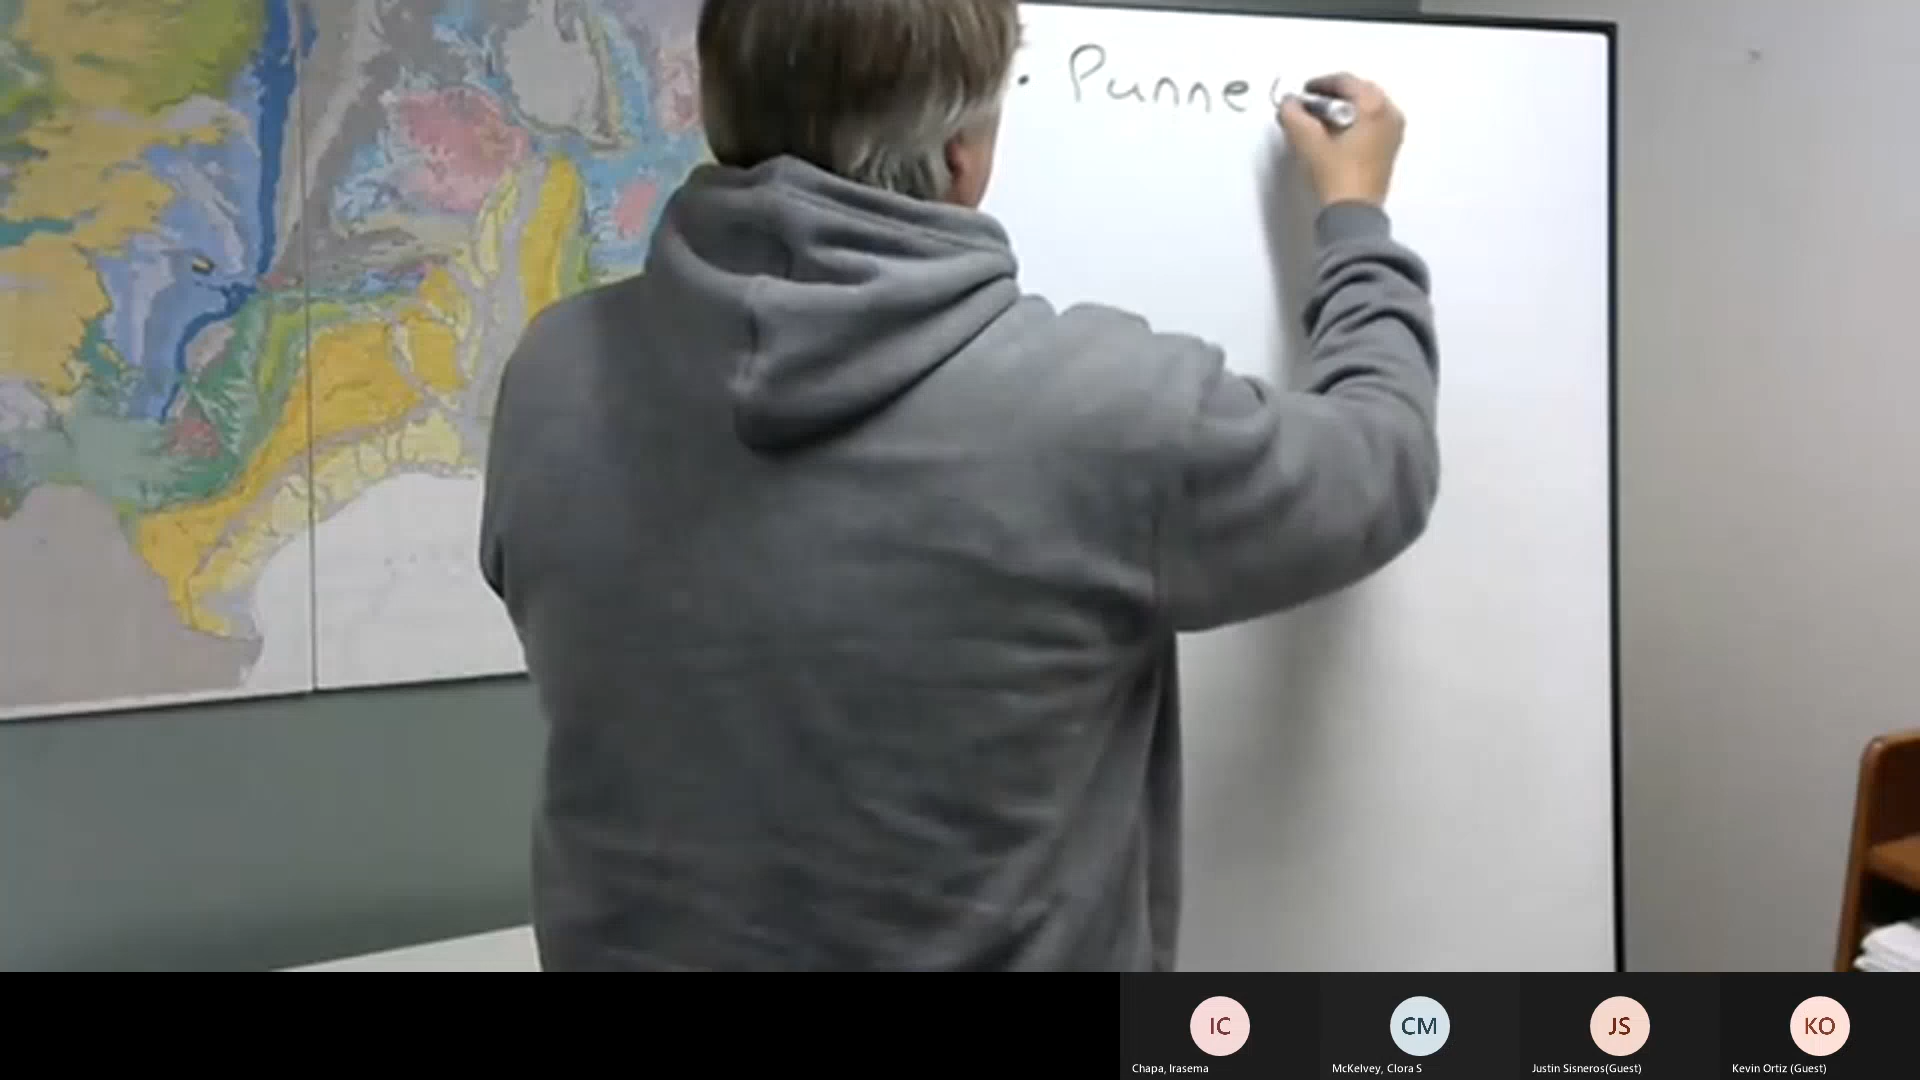 • Punne
IC
CM
JS
KO
Chapa, Irasema
McKelvey, Clora S
Justin Sisneros(Guest)
Kevin Ortiz (Guest)